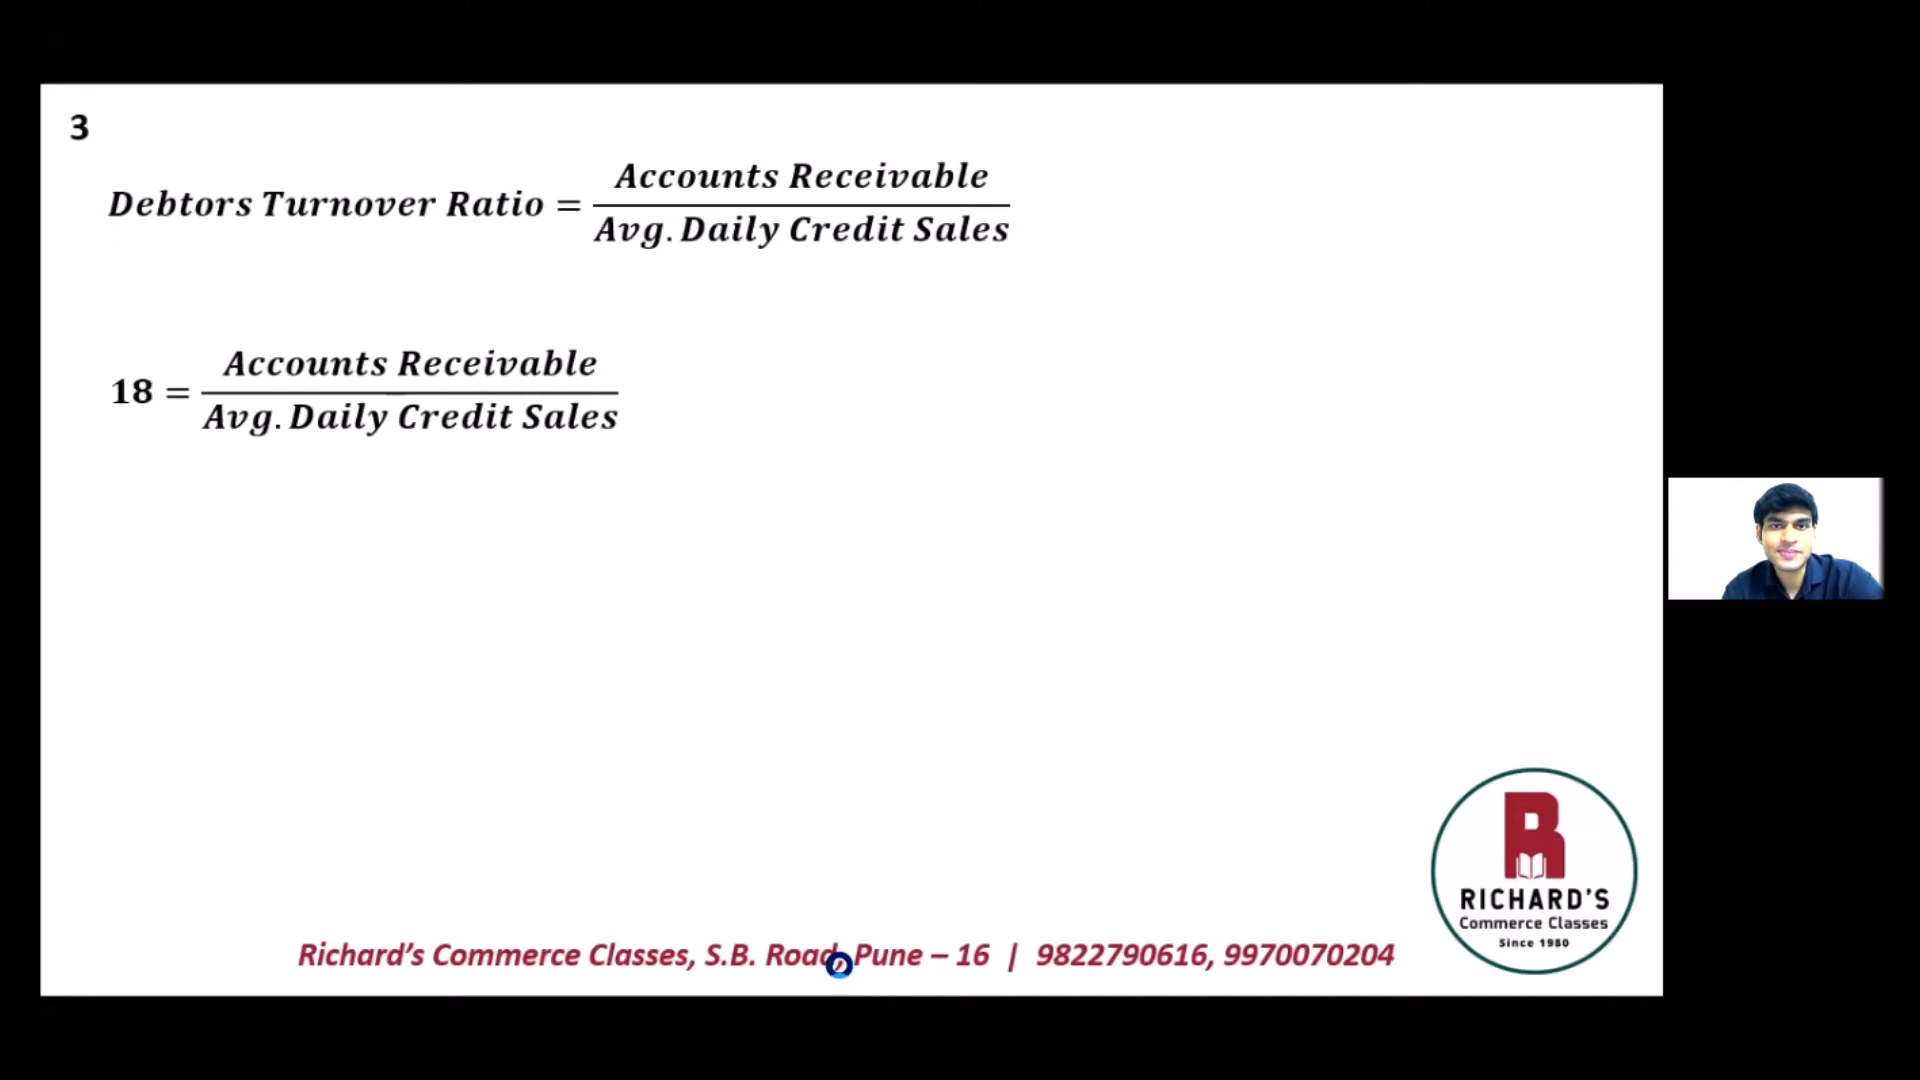 3
Debtors Turnover Ratio = Accounts Receivable / Avg. Daily Credit Sales
18 = Accounts Receivable / Avg. Daily Credit Sales
RICHARD'S
Commerce Classes
Since 1980
Richard's Commerce Classes, S.B. Road, Pune – 16 | 9822790616, 9970070204